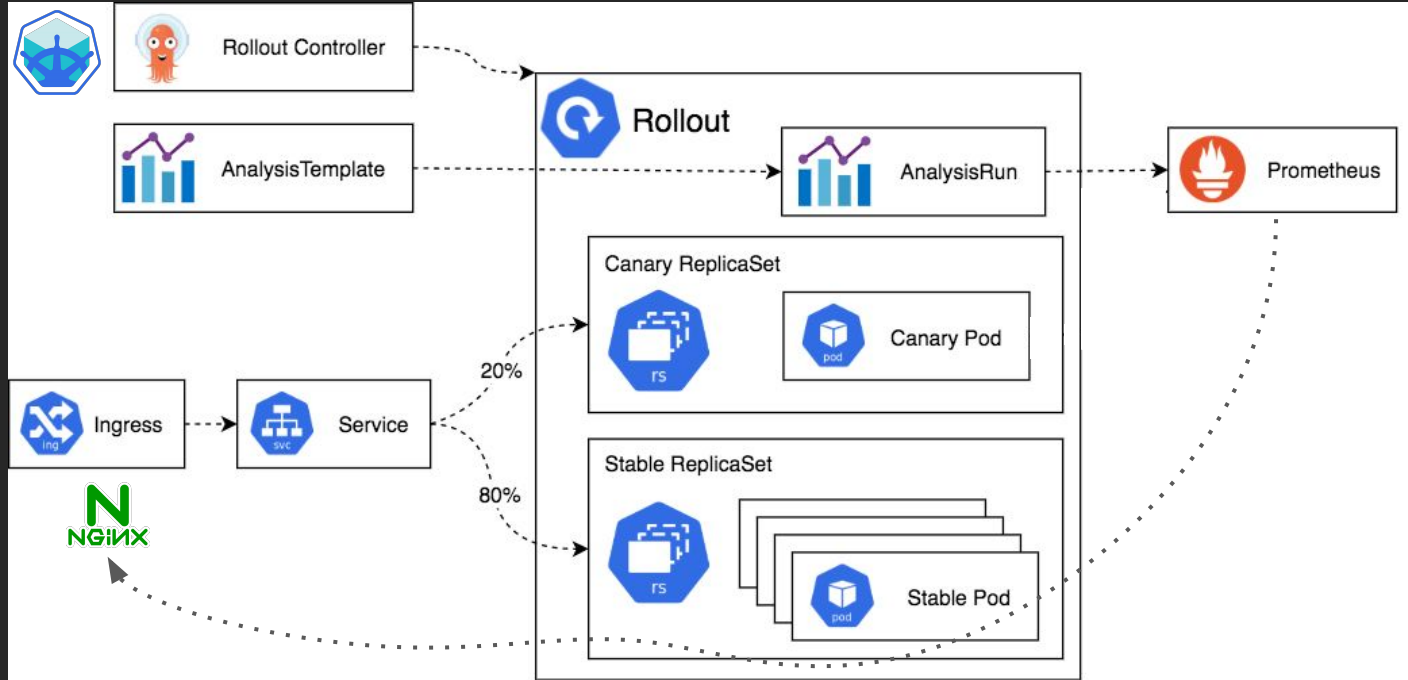 Rollout Controller
Rollout
AnalysisTemplate
AnalysisRun
Prometheus
Canary ReplicaSet
rs
pod
Canary Pod
20%
ing
Ingress
svc
Service
80%
Stable ReplicaSet
rs
pod
Stable Pod
N
NGiNX